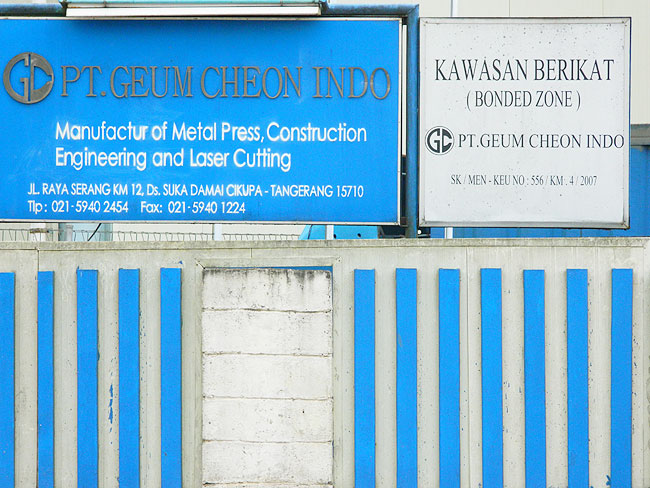 GC PT.GEUM CHEON INDO
Manufactur of Metal Press, Construction
Engineering and Laser Cutting
JL. RAYA SERANG KM 12, Ds. SUKA DAMAI CIKUPA - TANGERANG 15710
Tlp : 021-5940 2454 Fax: 021-5940 1224
KAWASAN BERIKAT
( BONDED ZONE )
GC PT.GEUM CHEON INDO
SK / MEN - KEU NO : 556 / KM . 4 / 2007